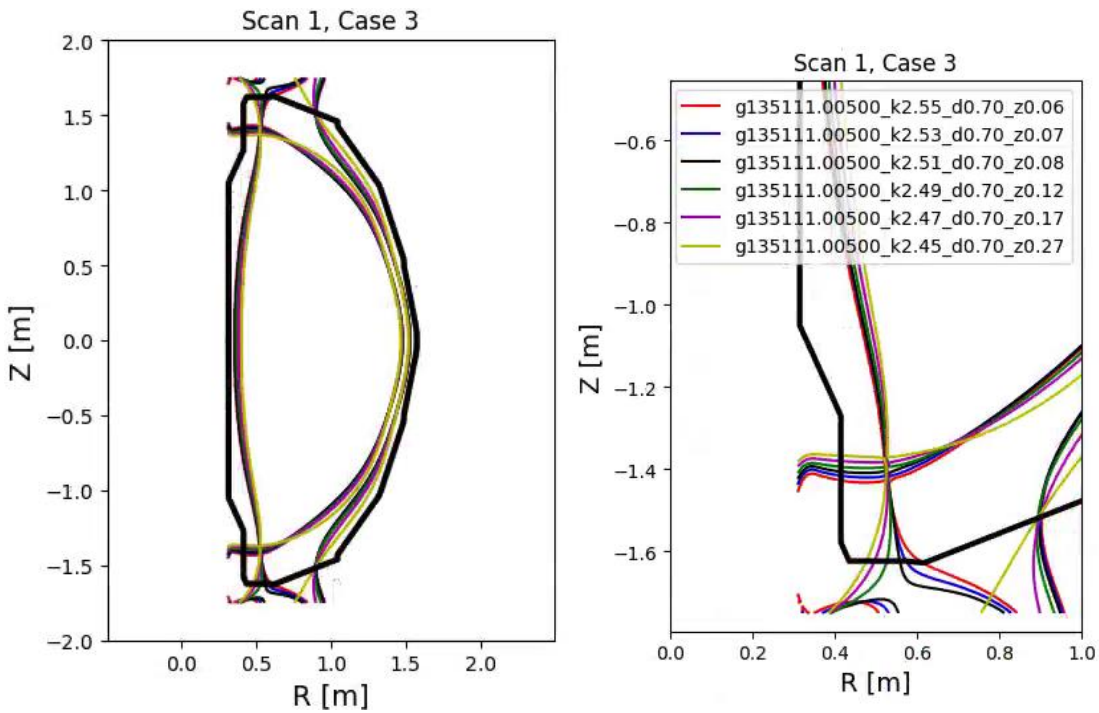 Scan 1, Case 3
2.0
1.5
1.0
0.5
0.0
−0.5
−1.0
−1.5
−2.0
Z [m]
0.0 0.5 1.0 1.5 2.0
R [m]
Scan 1, Case 3
g135111.00500_k2.55_d0.70_z0.06
g135111.00500_k2.53_d0.70_z0.07
g135111.00500_k2.51_d0.70_z0.08
g135111.00500_k2.49_d0.70_z0.12
g135111.00500_k2.47_d0.70_z0.17
g135111.00500_k2.45_d0.70_z0.27
−0.6
−0.8
−1.0
−1.2
−1.4
−1.6
Z [m]
0.0 0.2 0.4 0.6 0.8 1.0
R [m]